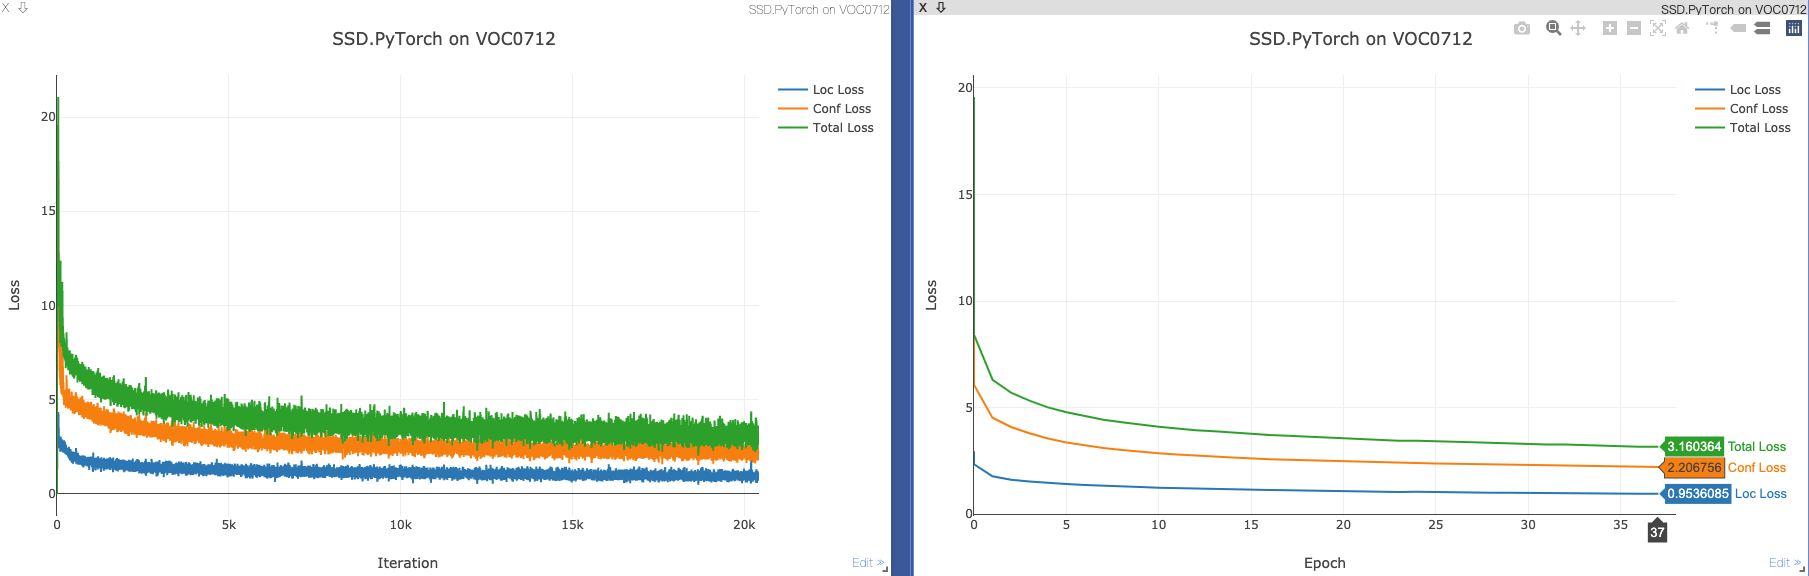 X
SSD.PyTorch on VOC0712
SSD.PyTorch on VOC0712
Loc Loss
Conf Loss
Total Loss
20
15
10
5
0
Loss
0 5k 10k 15k 20k
Iteration
Edit »
X
SSD.PyTorch on VOC0712
SSD.PyTorch on VOC0712
Loc Loss
Conf Loss
Total Loss
20
15
10
5
0
Loss
3.160364 Total Loss
2.206756 Conf Loss
0.9536085 Loc Loss
0 5 10 15 20 25 30 35
37
Epoch
Edit »